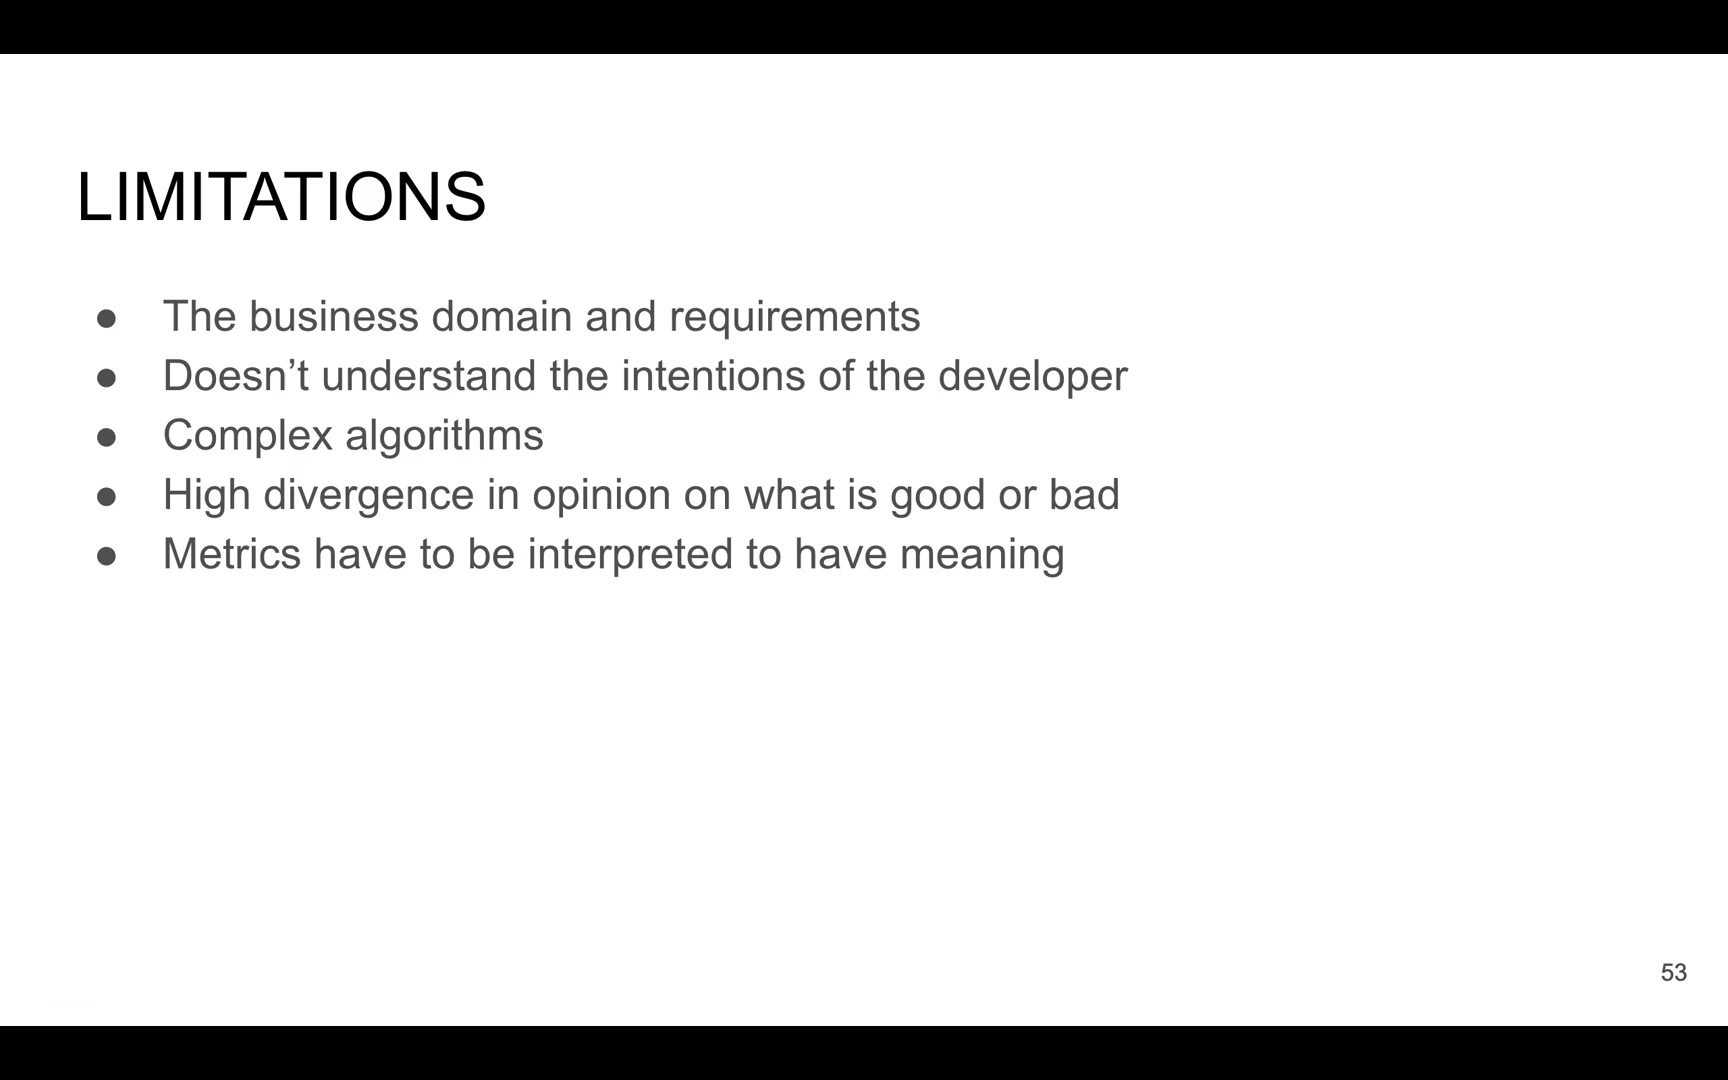 LIMITATIONS
● The business domain and requirements
● Doesn’t understand the intentions of the developer
● Complex algorithms
● High divergence in opinion on what is good or bad
● Metrics have to be interpreted to have meaning
53